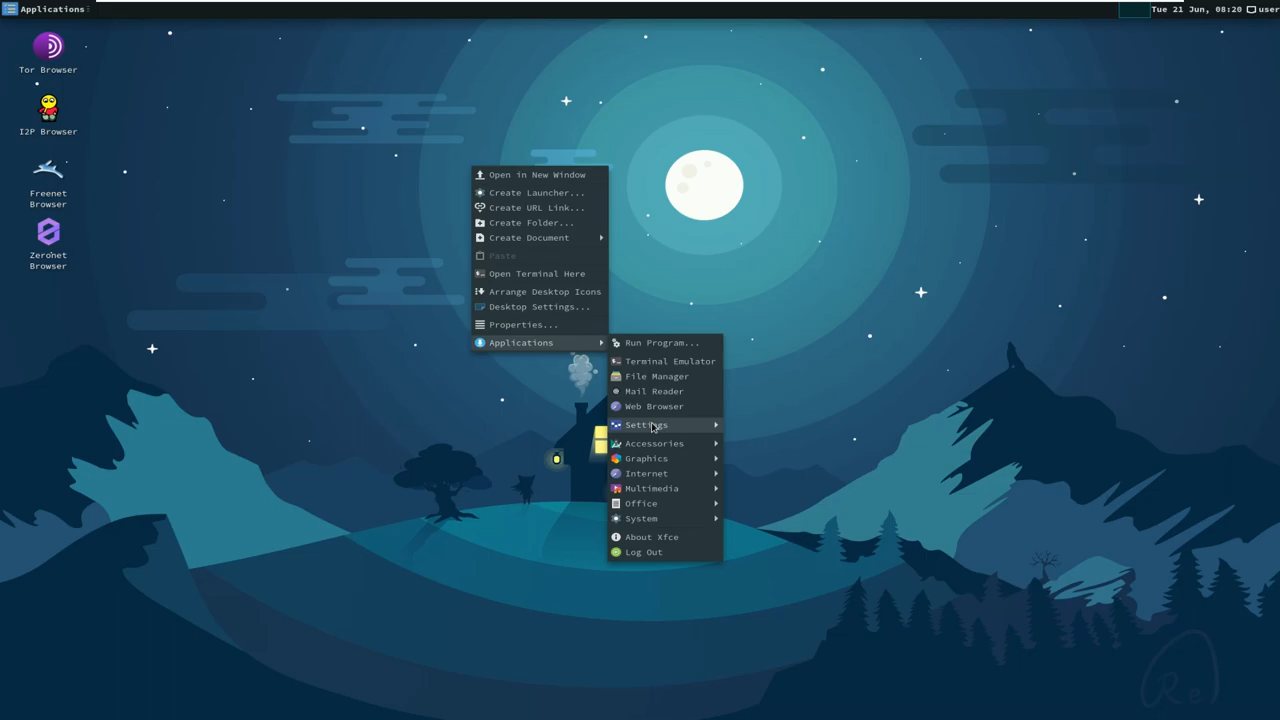 Applications
Tue 21 Jun, 08:20 user
Tor Browser
I2P Browser
Freenet
Browser
Zeronet
Browser
Open in New Window
Create Launcher...
Create URL Link...
Create Folder...
Create Document
Paste
Open Terminal Here
Arrange Desktop Icons
Desktop Settings...
Properties...
Applications
Run Program...
Terminal Emulator
File Manager
Mail Reader
Web Browser
Settings
Accessories
Graphics
Internet
Multimedia
Office
System
About Xfce
Log Out
Re